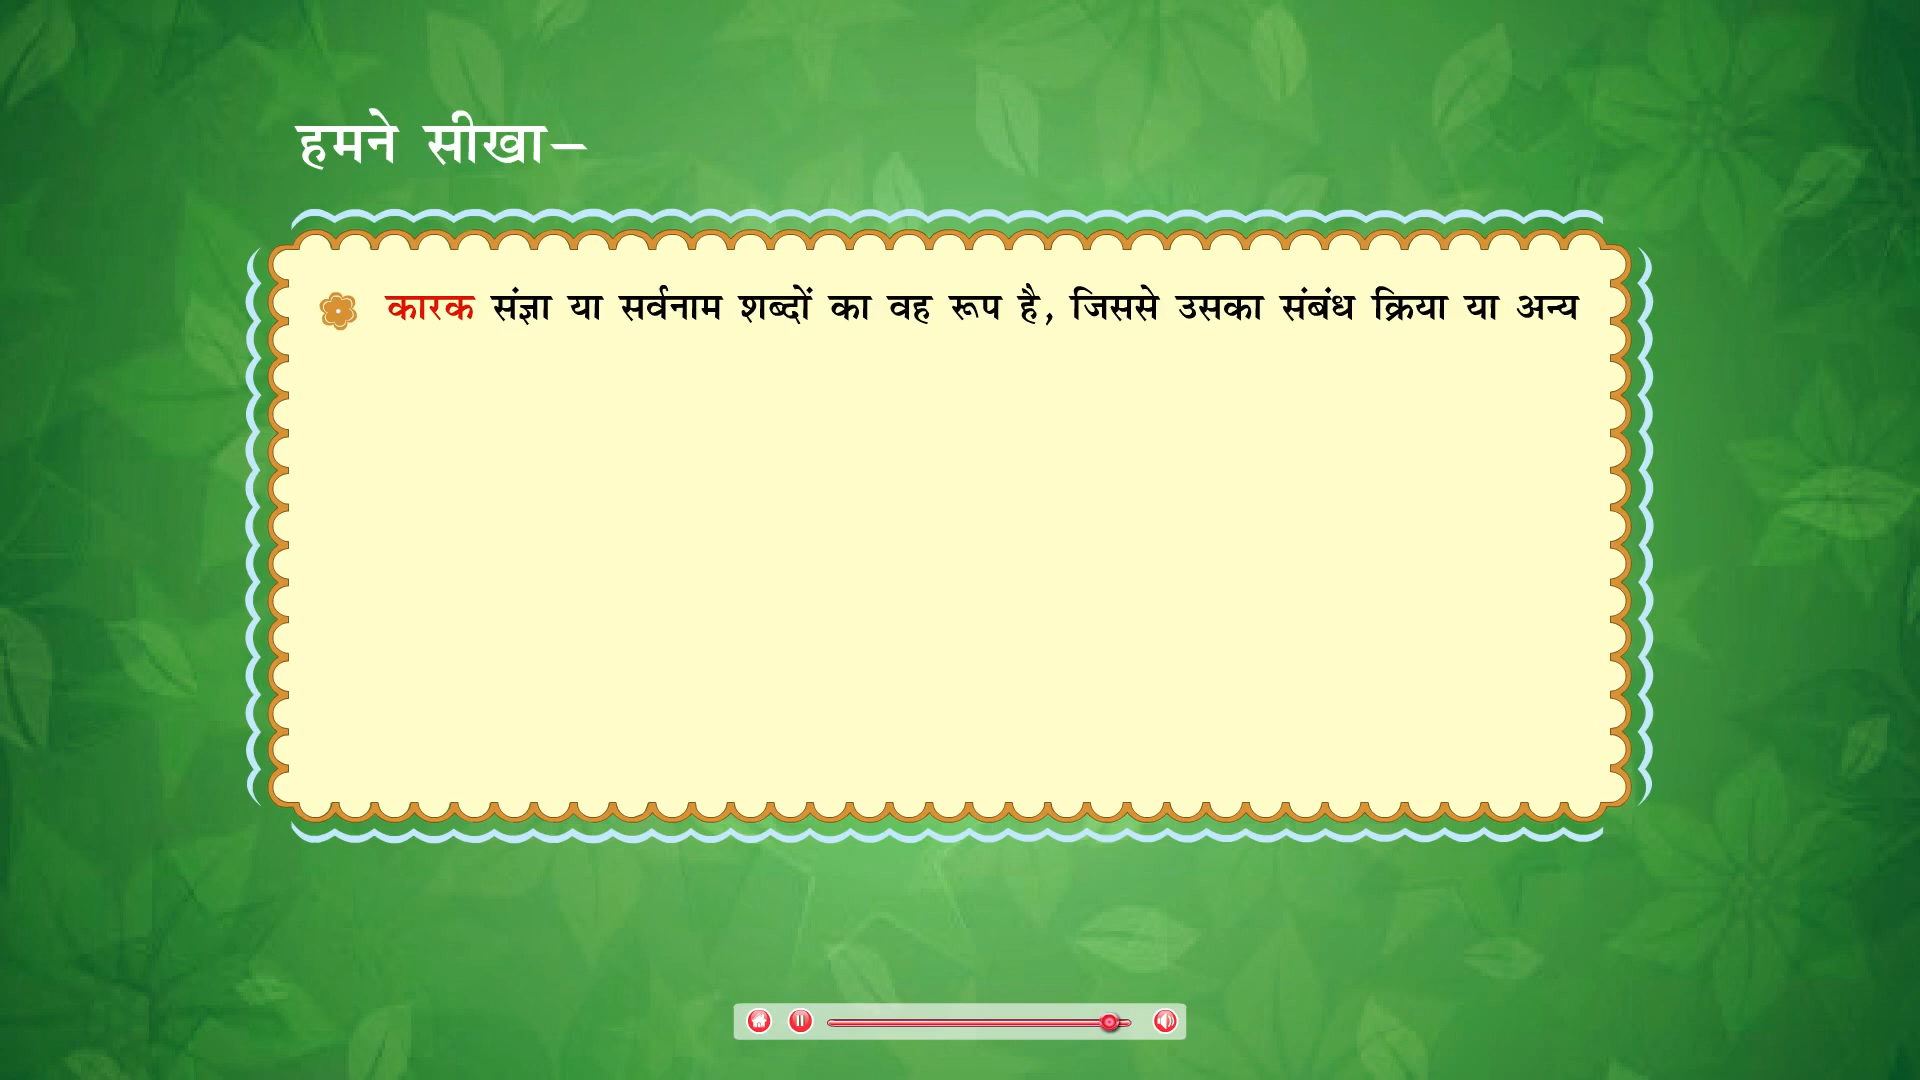 हमने सीखा–
कारक संज्ञा या सर्वनाम शब्दों का वह रूप है, जिससे उसका संबंध क्रिया या अन्य